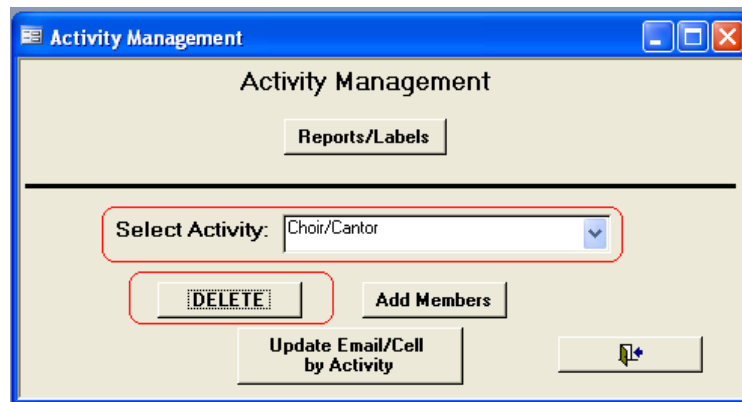 Activity Management
Activity Management
Reports/Labels
Select Activity: Choir/Cantor
DELETE Add Members
Update Email/Cell
by Activity